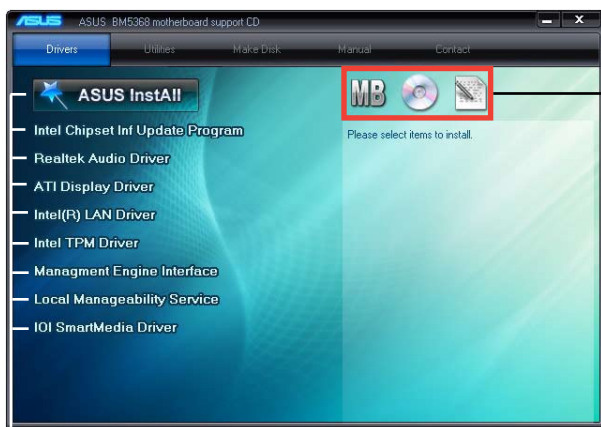 ASUS ASUS BM5368 motherboard support CD
Drivers Utilities Make Disk Manual Contact
ASUS InstAll
MB
Intel Chipset Inf Update Program
Please select items to install.
Realtek Audio Driver
ATI Display Driver
Intel(R) LAN Driver
Intel TPM Driver
Managment Engine Interface
Local Manageability Service
IOI SmartMedia Driver